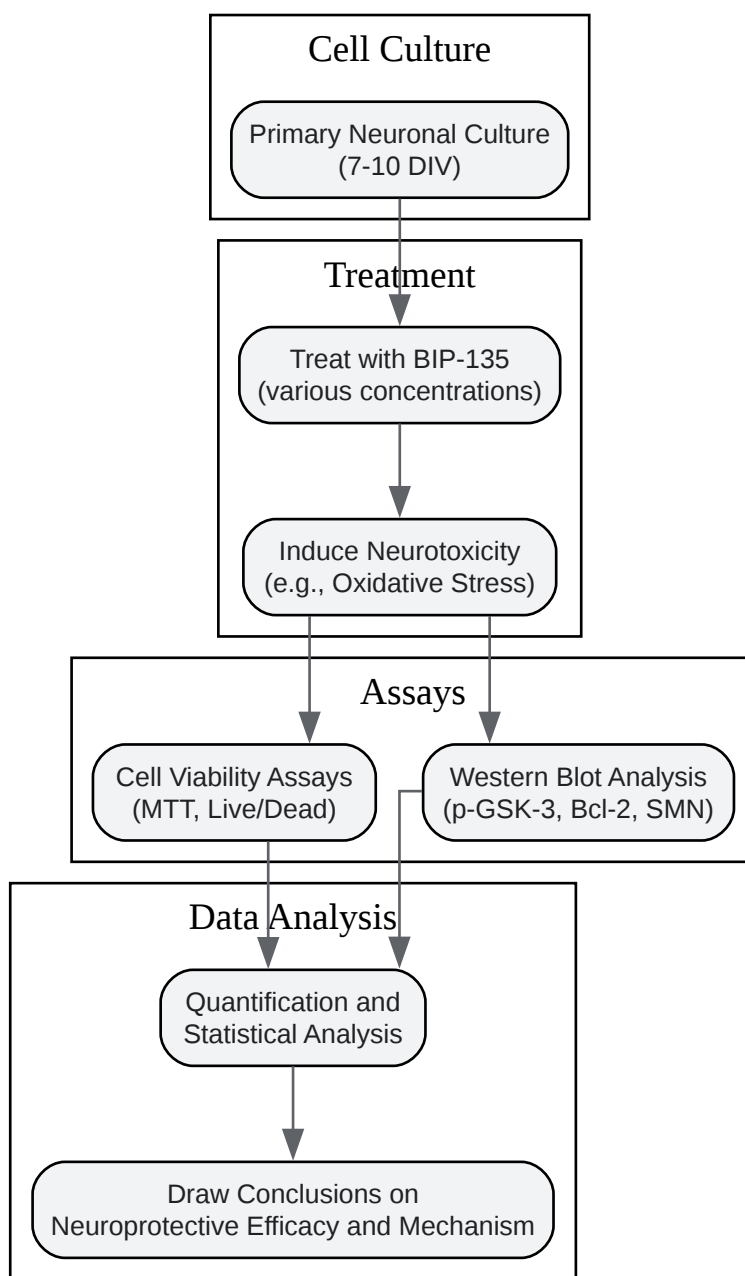 Cell Culture
Primary Neuronal Culture
(7-10 DIV)
Treatment
Treat with BIP-135
(various concentrations)
Induce Neurotoxicity
(e.g., Oxidative Stress)
Assays
Cell Viability Assays
(MTT, Live/Dead)
Western Blot Analysis
(p-GSK-3, Bcl-2, SMN)
Data Analysis
Quantification and
Statistical Analysis
Draw Conclusions on
Neuroprotective Efficacy and Mechanism